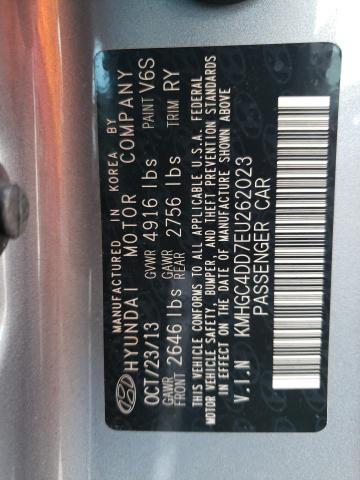 MANUFACTURED IN KOREA BY
HYUNDAI MOTOR COMPANY
OCT/23/13 GVWR 4916 lbs PAINT V6S
GAWR FRONT 2646 lbs GAWR REAR 2756 lbs TRIM RY
THIS VEHICLE CONFORMS TO ALL APPLICABLE U.S.A. FEDERAL
MOTOR VEHICLE SAFETY, BUMPER, AND THEFT PREVENTION STANDARDS
IN EFFECT ON THE DATE OF MANUFACTURE SHOWN ABOVE
V.I.N KMHGC4DD7EU262023
PASSENGER CAR